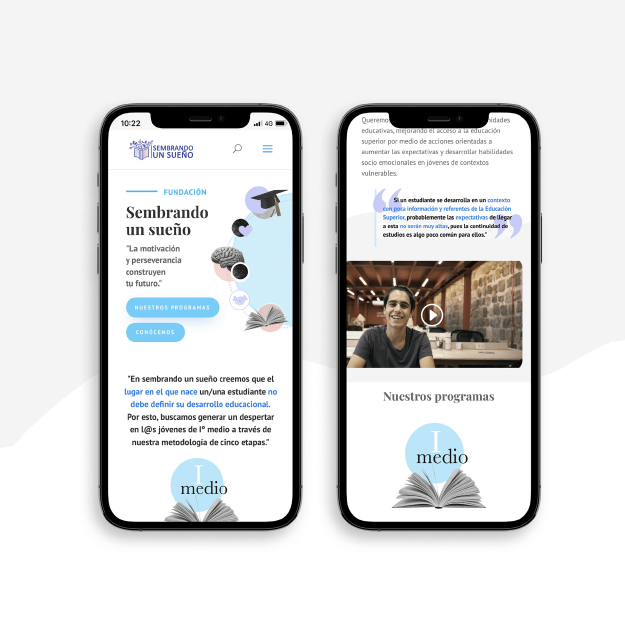 10:22
4G
SEMBRANDO
UN SUEÑO
FUNDACIÓN
Sembrando
un sueño
"La motivación
y perseverancia
construyen
tu futuro."
NUESTROS PROGRAMAS
CONÓCENOS
"En sembrando un sueño creemos que el
lugar en el que nace un/una estudiante no
debe definir su desarrollo educacional.
Por esto, buscamos generar un despertar
en l@s jóvenes de Iº medio a través de
nuestra metodología de cinco etapas."
I
medio
Queremos
educativas, mejorando el acceso a la educación
superior por medio de acciones orientadas a
aumentar las expectativas y desarrollar habilidades
socio emocionales en jóvenes de contextos
vulnerables.
Si un estudiante se desarrolla en un contexto
con poca información y referentes de la Educación
Superior, probablemente las expectativas de llegar
a esta no serán muy altas, pues la continuidad de
estudios es algo poco común para ellos."
Nuestros programas
I
medio